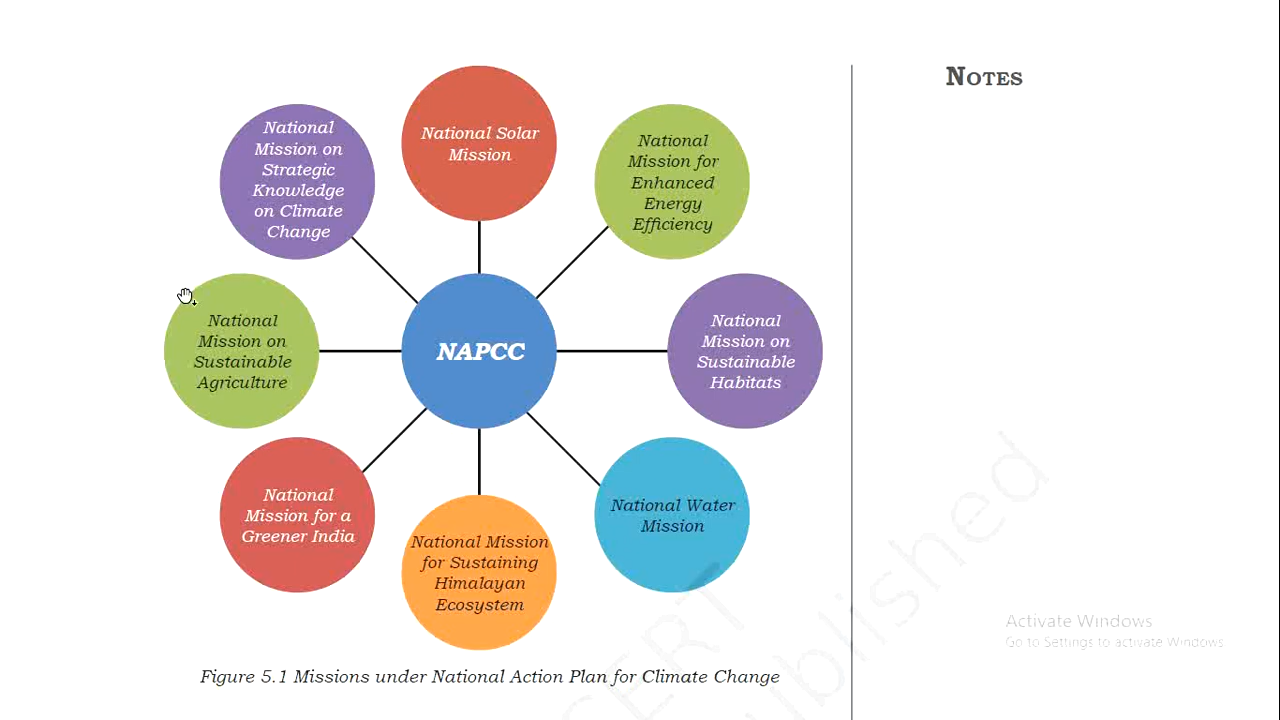 NOTES
National Solar
Mission
National
Mission for
Enhanced
Energy
Efficiency
National
Mission on
Sustainable
Habitats
National Water
Mission
National Mission
for Sustaining
Himalayan
Ecosystem
National
Mission for a
Greener India
National
Mission on
Sustainable
Agriculture
National
Mission on
Strategic
Knowledge
on Climate
Change
NAPCC
Figure 5.1 Missions under National Action Plan for Climate Change
Activate Windows
Go to Settings to activate Windows.